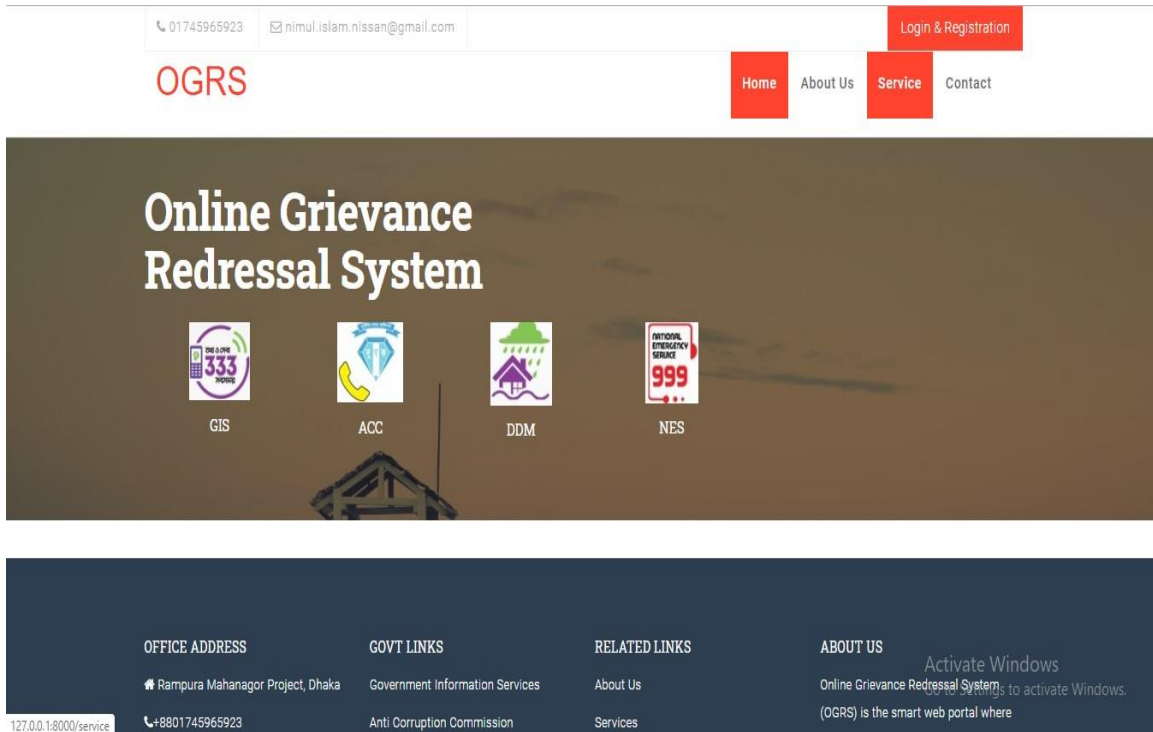 01745965923 nimul.islam.nissan@gmail.com Login & Registration
OGRS Home About Us Service Contact
Online Grievance
Redressal System
333
NATIONAL
EMERGENCY
SERVICE
999
GIS ACC DDM NES
OFFICE ADDRESS GOVT LINKS RELATED LINKS ABOUT US
Activate Windows
Rampura Mahanagor Project, Dhaka Government Information Services About Us Online Grievance Redressal System
Go to Settings to activate Windows.
(OGRS) is the smart web portal where
+8801745965923 Anti Corruption Commission Services
127.0.0.1:8000/service